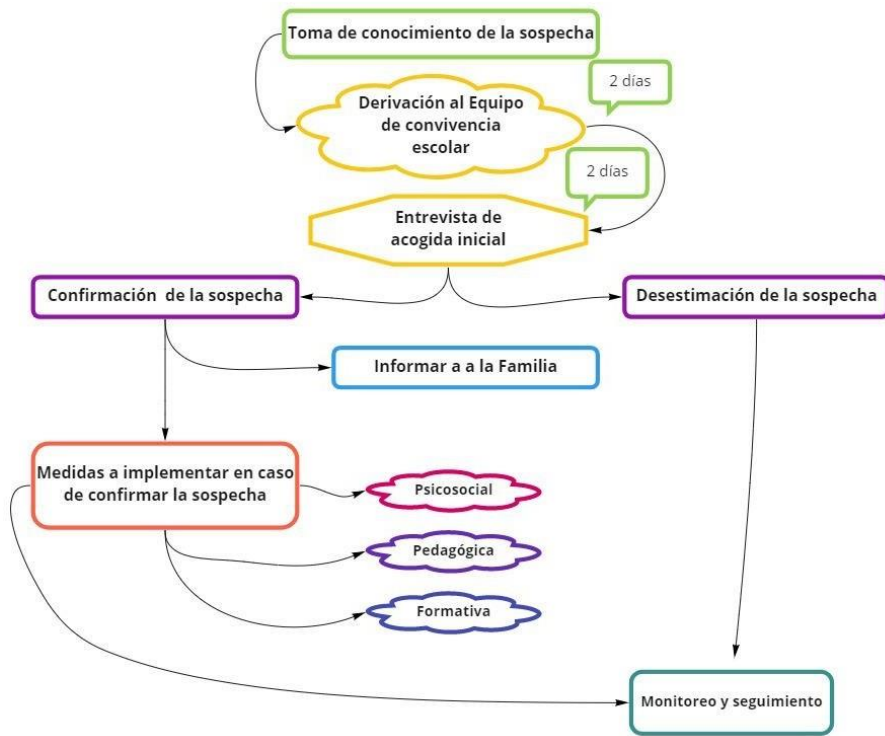 Toma de conocimiento de la sospecha
2 días
Derivación al Equipo
de convivencia
escolar
2 días
Entrevista de
acogida inicial
Confirmación de la sospecha
Desestimación de la sospecha
Informar a a la Familia
Medidas a implementar en caso
de confirmar la sospecha
Psicosocial
Pedagógica
Formativa
Monitoreo y seguimiento